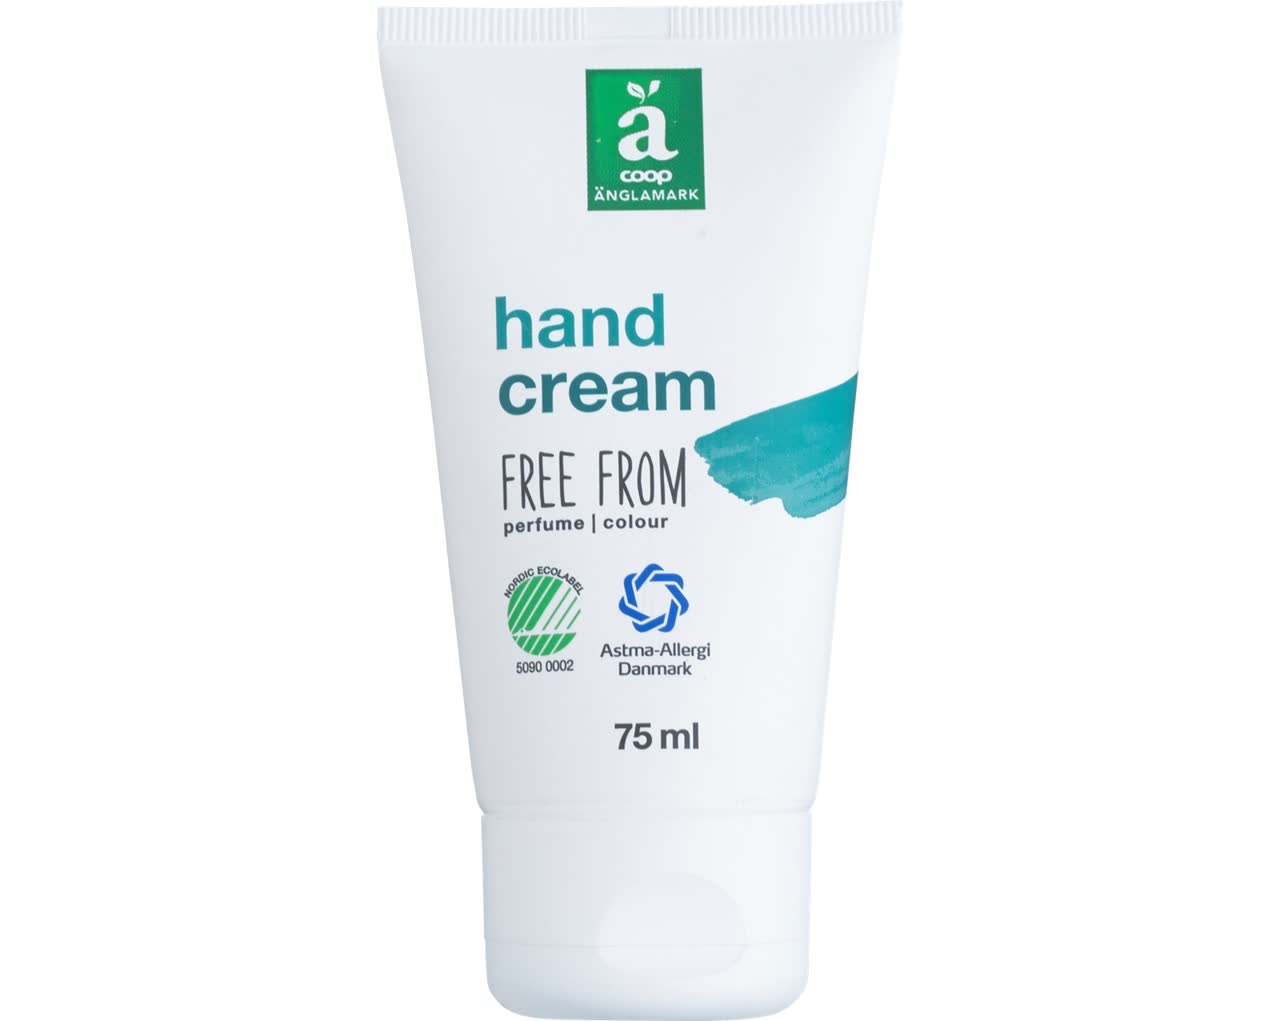 å
coop
ÄNGLAMARK
hand
cream
FREE FROM
perfume | colour
NORDIC ECOLABEL
5090 0002
Astma-Allergi
Danmark
75 ml